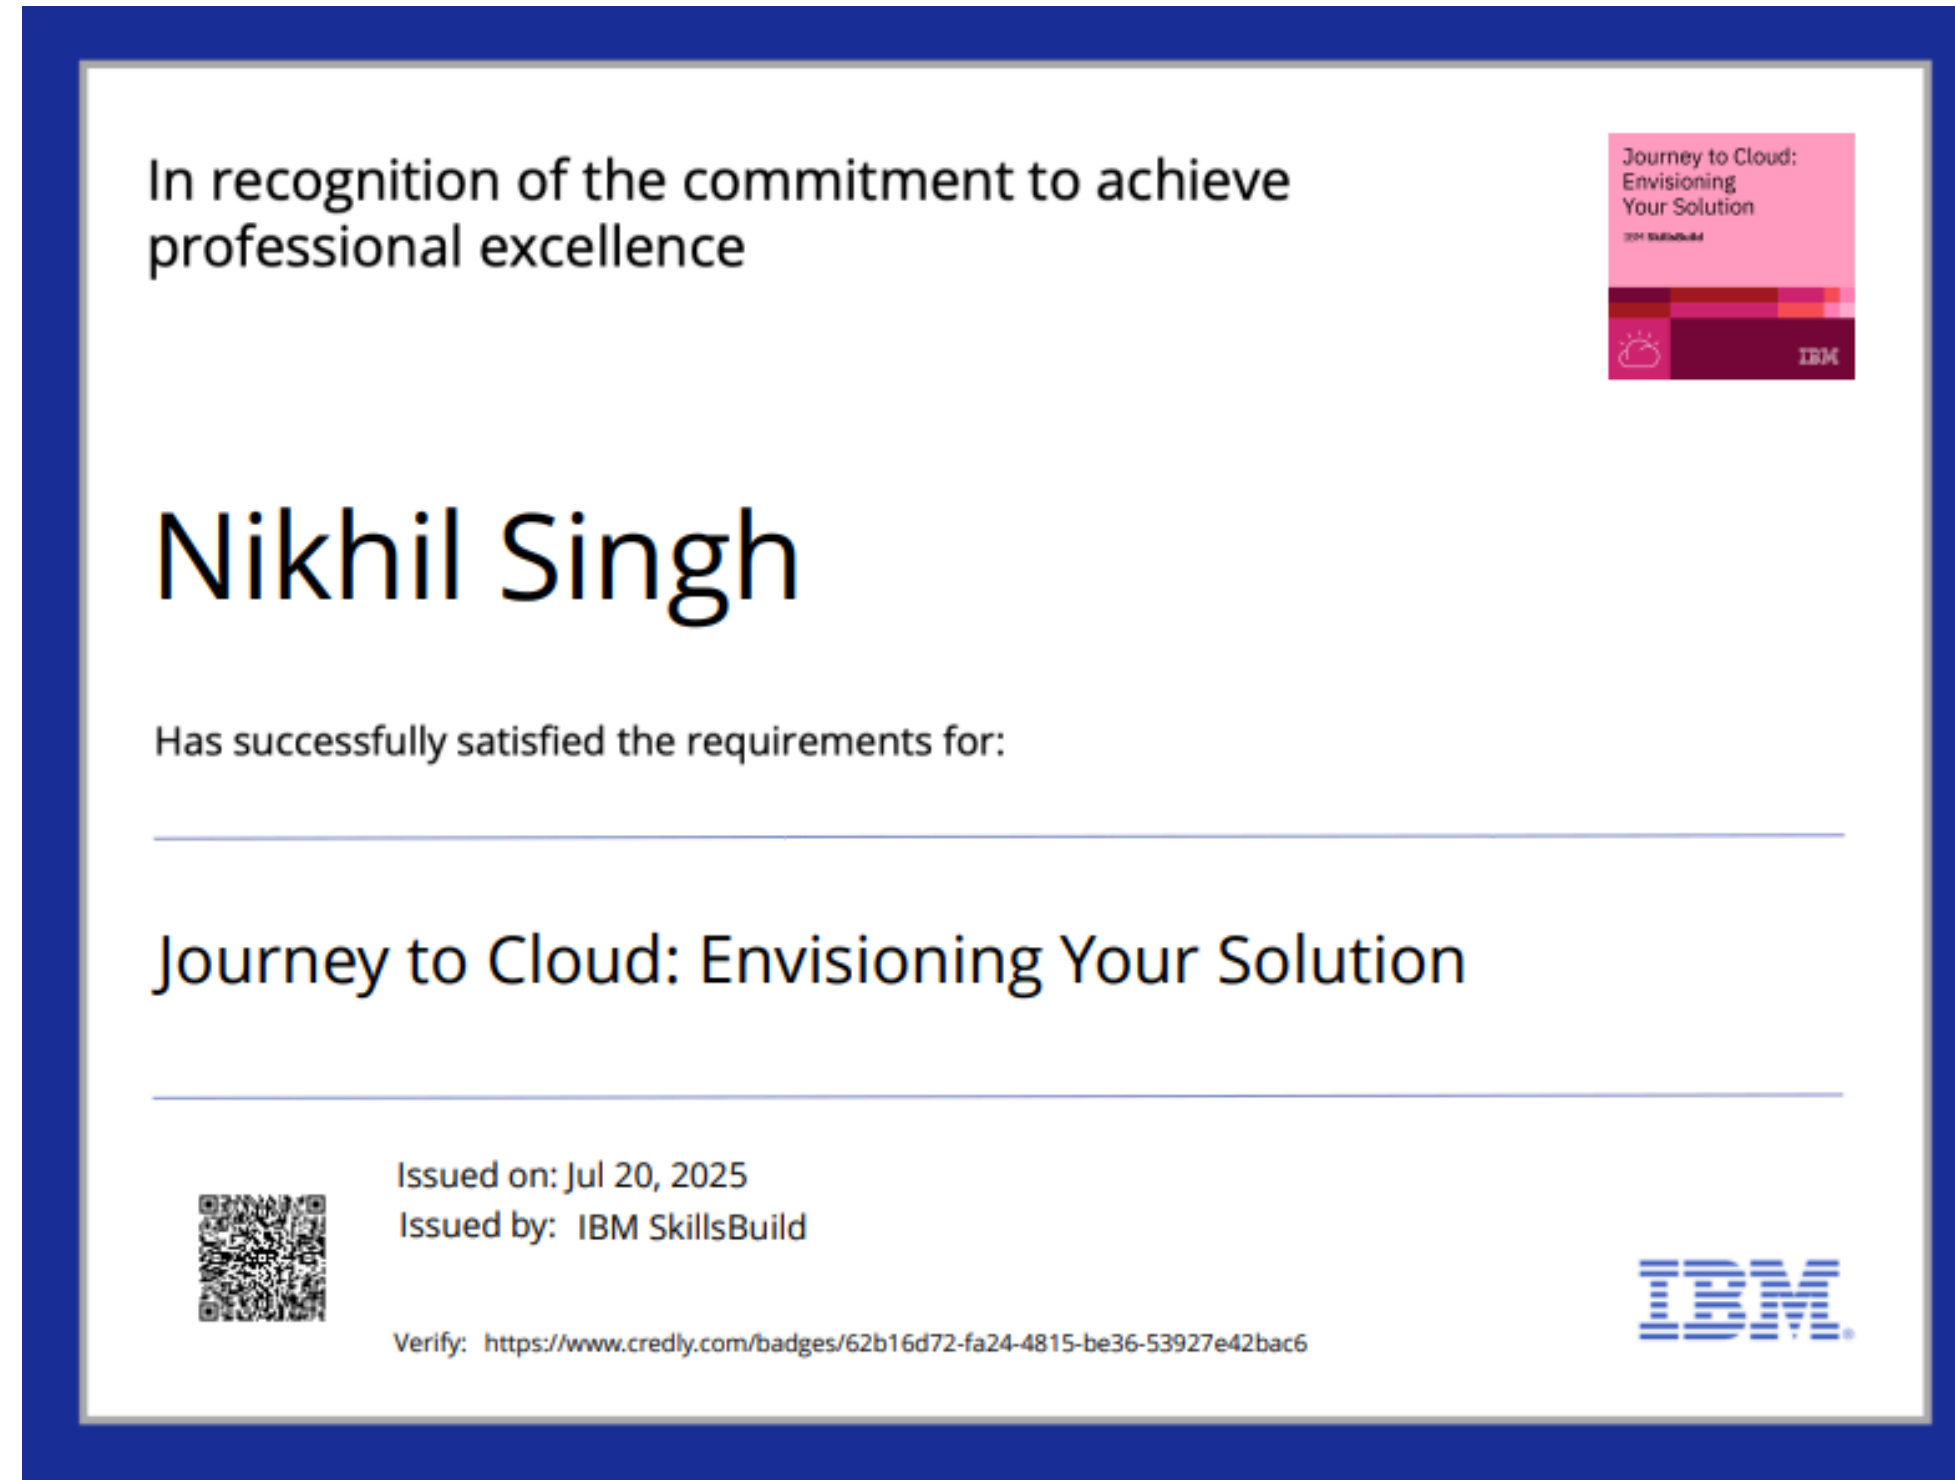 In recognition of the commitment to achieve
professional excellence
Journey to Cloud:
Envisioning
Your Solution
IBM SkillsBuild
IBM
Nikhil Singh
Has successfully satisfied the requirements for:
Journey to Cloud: Envisioning Your Solution
Issued on: Jul 20, 2025
Issued by: IBM SkillsBuild
Verify: https://www.credly.com/badges/62b16d72-fa24-4815-be36-53927e42bac6
IBM®